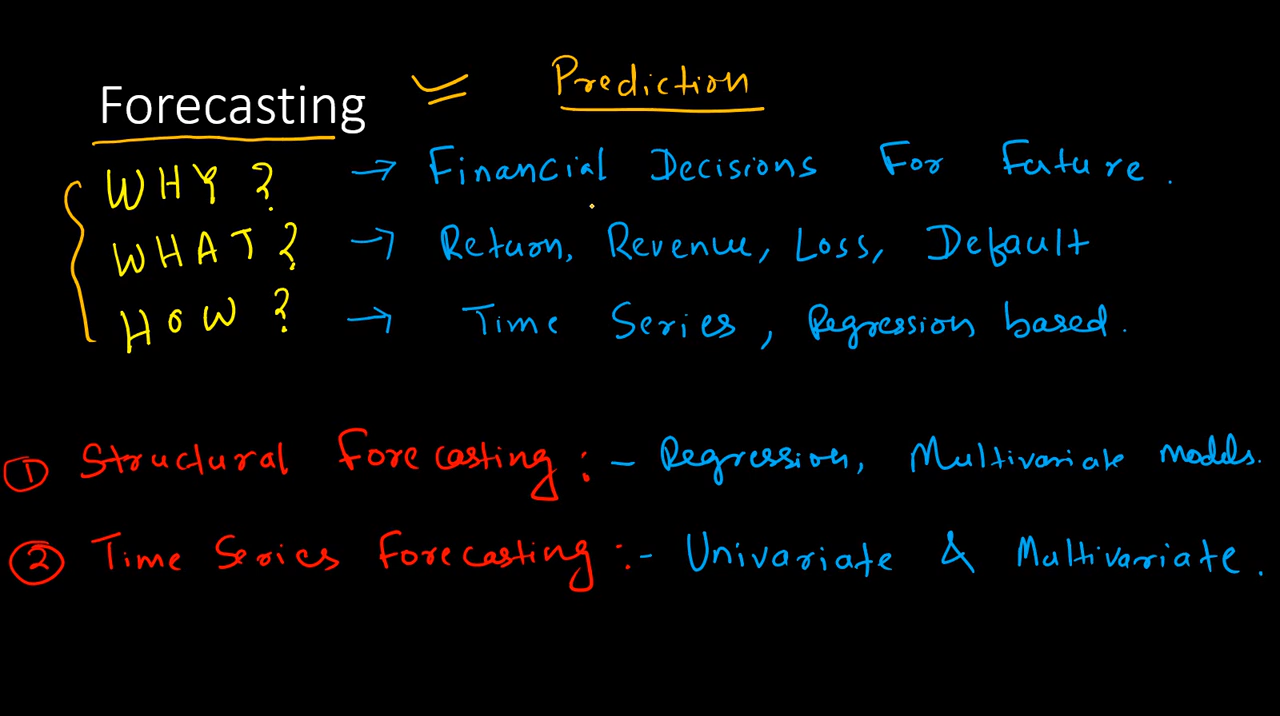 Forecasting Prediction
WHY? → Financial Decisions For Future.
WHAT? → Return, Revenue, Loss, Default
HOW? → Time Series, Regression based.
① Structural Forecasting :- Regression, Multivariate models.
② Time Series Forecasting :- Univariate & Multivariate.